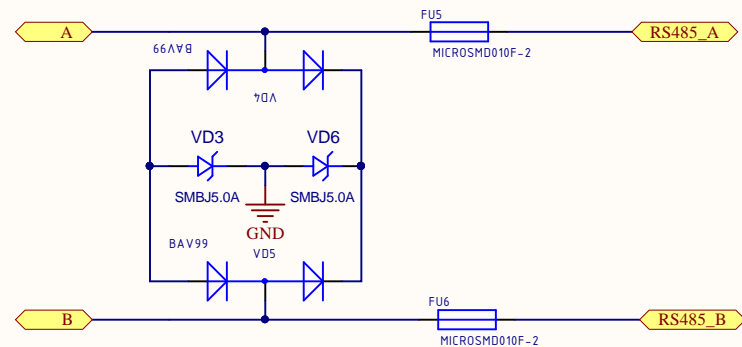 A
FU5
RS485_A
BAV99
MICROSMD010F-2
VD4
VD3
VD6
SMBJ5.0A
SMBJ5.0A
GND
BAV99
VD5
B
FU6
RS485_B
MICROSMD010F-2